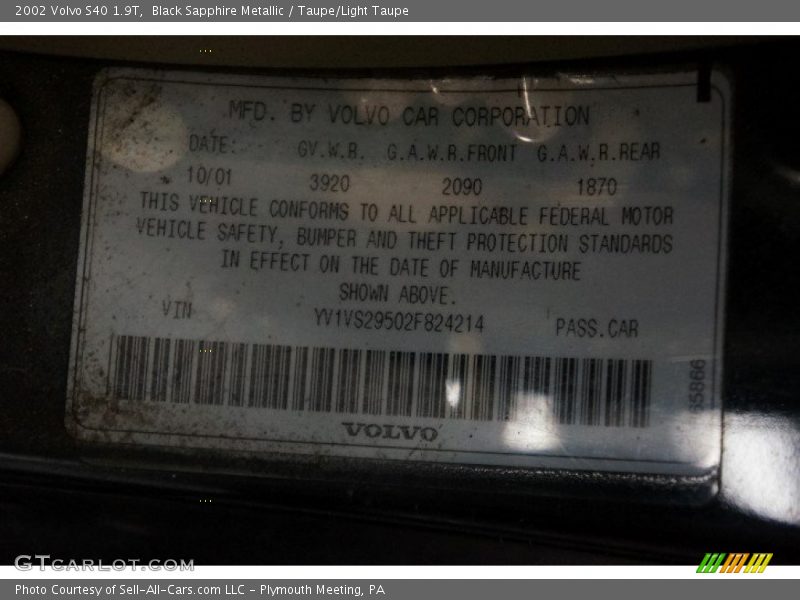 2002 Volvo S40 1.9T, Black Sapphire Metallic / Taupe/Light Taupe
MFD. BY VOLVO CAR CORPORATION
DATE: GV.W.R. G.A.W.R.FRONT G.A.W.R.REAR
10/01 3920 2090 1870
THIS VEHICLE CONFORMS TO ALL APPLICABLE FEDERAL MOTOR
VEHICLE SAFETY, BUMPER AND THEFT PROTECTION STANDARDS
IN EFFECT ON THE DATE OF MANUFACTURE
SHOWN ABOVE.
VIN YV1VS29502F824214 PASS.CAR
VOLVO
GTcarlot.com
Photo Courtesy of Sell-All-Cars.com LLC - Plymouth Meeting, PA